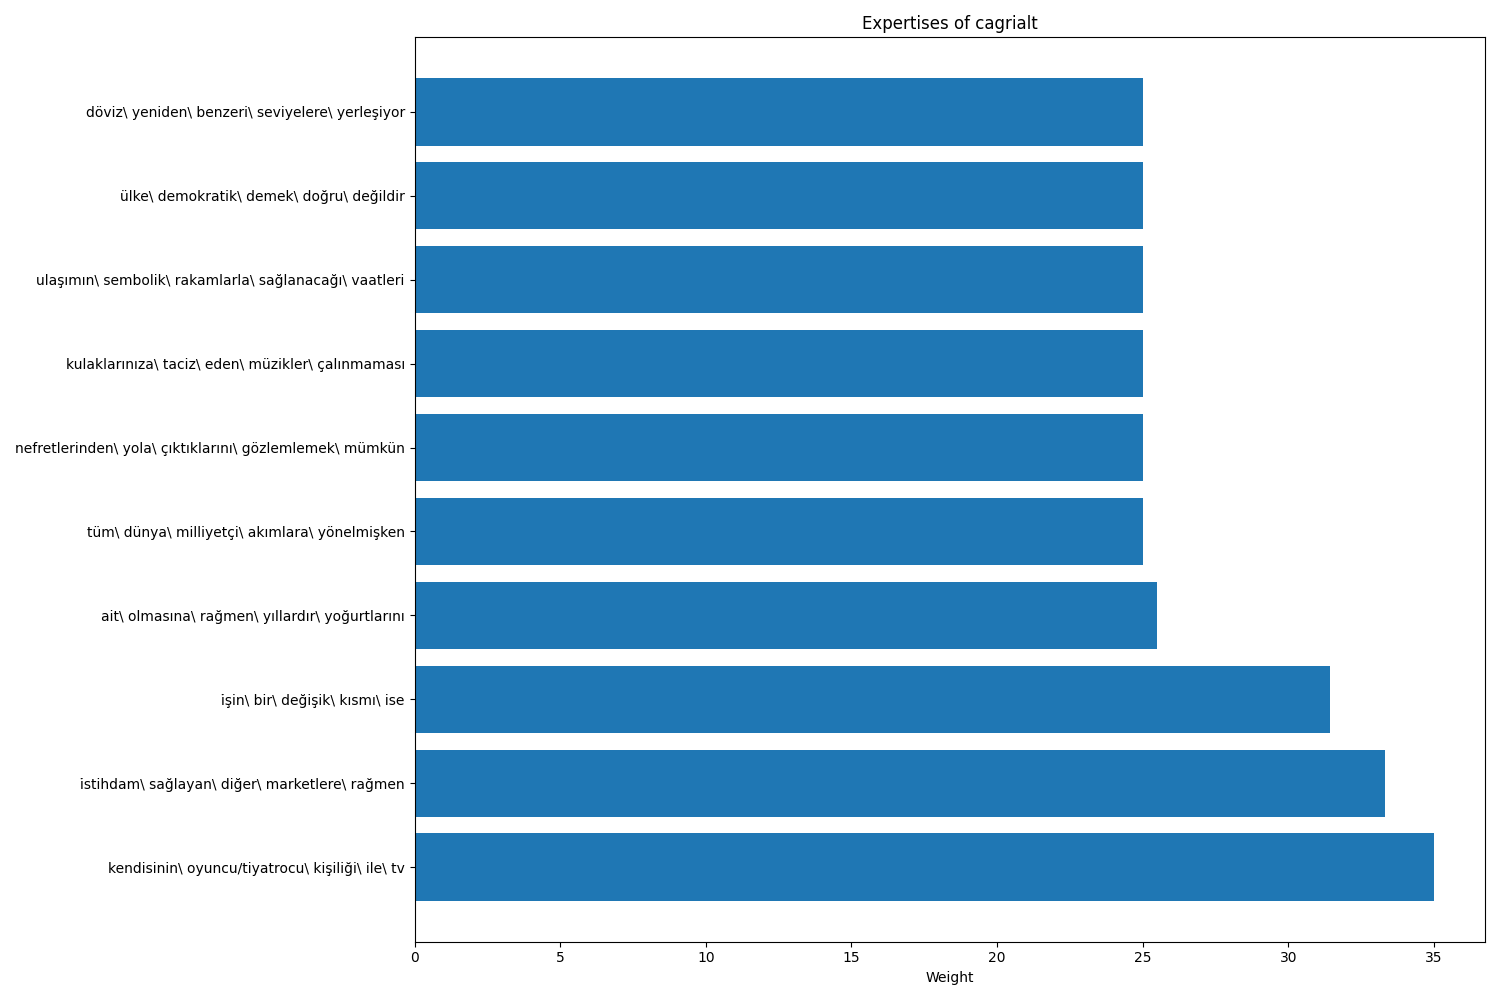 Expertises of cagrialt
döviz\ yeniden\ benzeri\ seviyelere\ yerleşiyor
ülke\ demokratik\ demek\ doğru\ değildir
ulaşımın\ sembolik\ rakamlarla\ sağlanacağı\ vaatleri
kulaklarınıza\ taciz\ eden\ müzikler\ çalınmaması
nefretlerinden\ yola\ çıktıklarını\ gözlemlemek\ mümkün
tüm\ dünya\ milliyetçi\ akımlara\ yönelmişken
ait\ olmasına\ rağmen\ yıllardır\ yoğurtlarını
işin\ bir\ değişik\ kısmı\ ise
istihdam\ sağlayan\ diğer\ marketlere\ rağmen
kendisinin\ oyuncu/tiyatrocu\ kişiliği\ ile\ tv
0 5 10 15 20 25 30 35
Weight